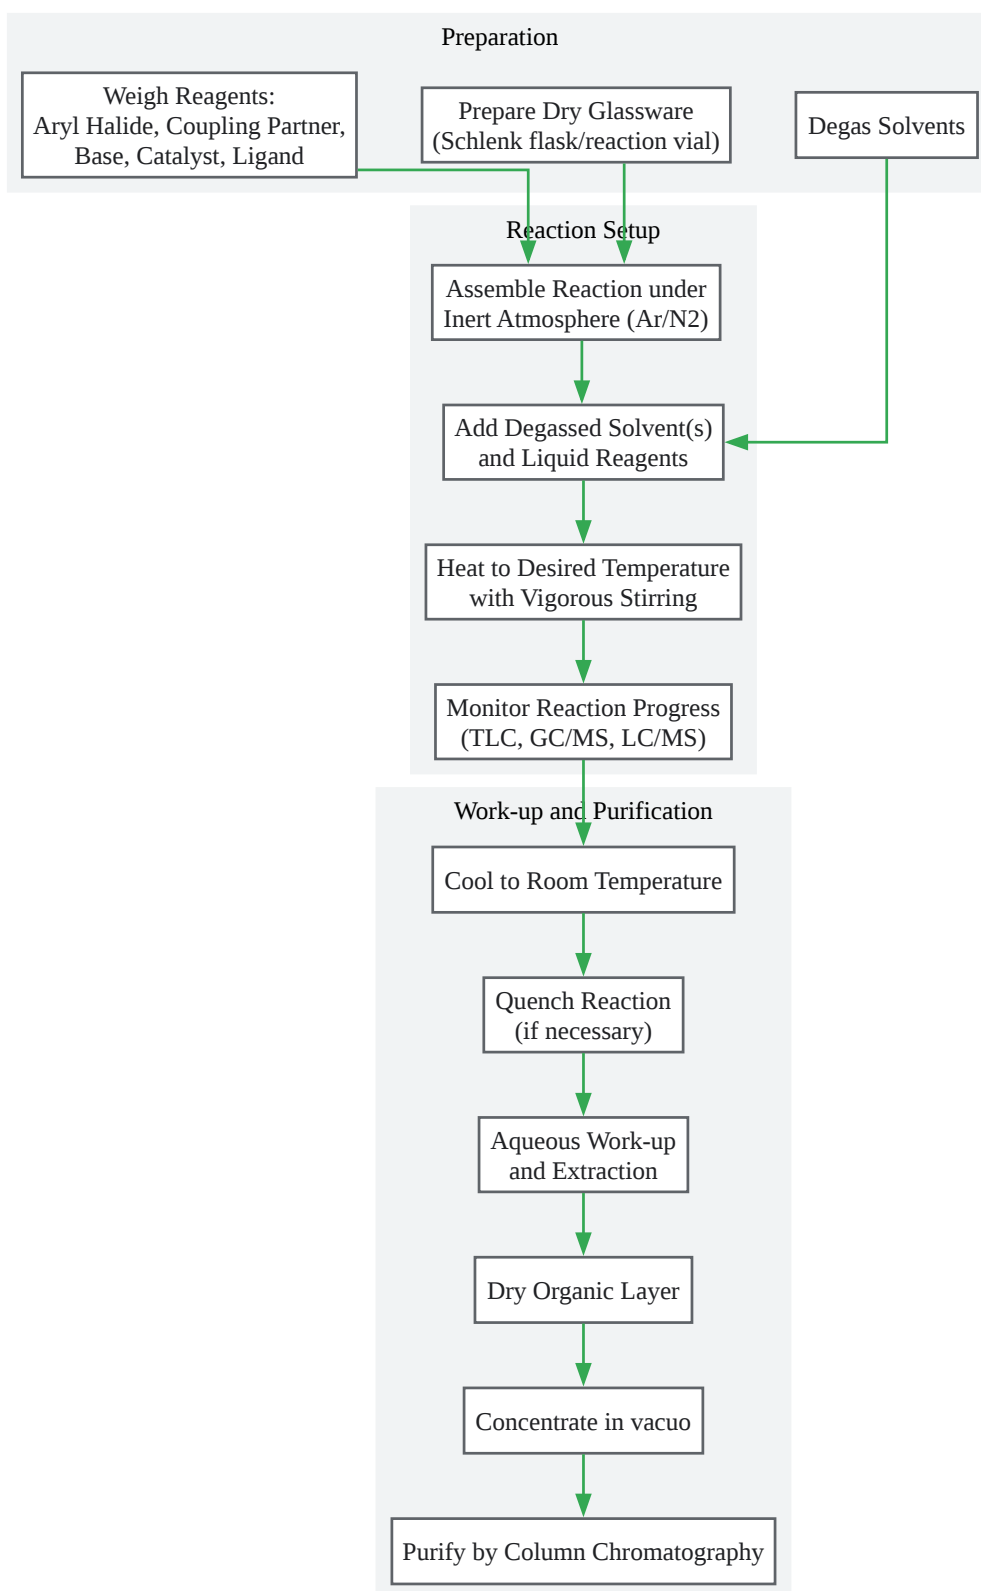 Preparation
Weigh Reagents:
Aryl Halide, Coupling Partner,
Base, Catalyst, Ligand
Prepare Dry Glassware
(Schlenk flask/reaction vial)
Degas Solvents
Reaction Setup
Assemble Reaction under
Inert Atmosphere (Ar/N2)
Add Degassed Solvent(s)
and Liquid Reagents
Heat to Desired Temperature
with Vigorous Stirring
Monitor Reaction Progress
(TLC, GC/MS, LC/MS)
Work-up and Purification
Cool to Room Temperature
Quench Reaction
(if necessary)
Aqueous Work-up
and Extraction
Dry Organic Layer
Concentrate in vacuo
Purify by Column Chromatography